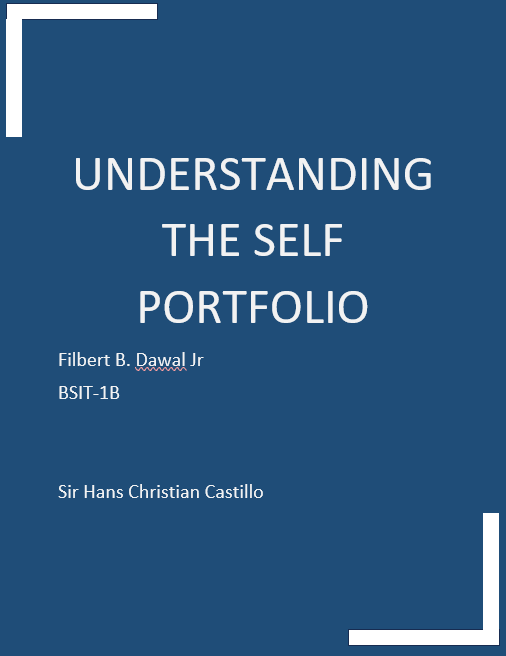 UNDERSTANDING
THE SELF
PORTFOLIO
Filbert B. Dawal Jr
BSIT-1B
Sir Hans Christian Castillo